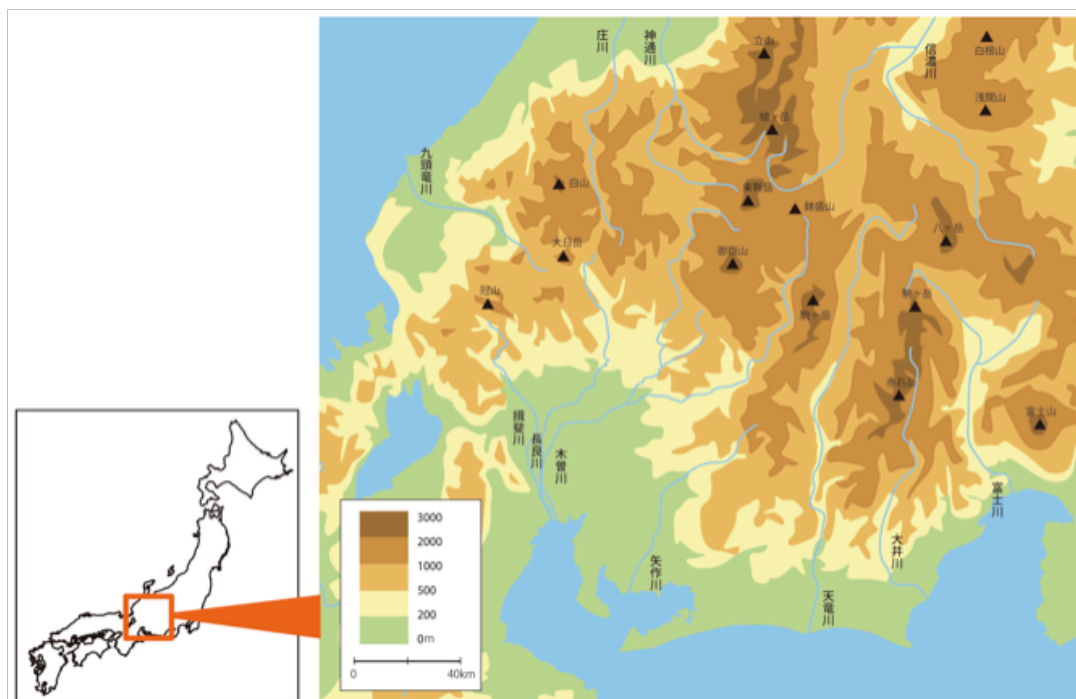 庄川
神通川
立山
信濃川
白根山
浅間山
槍ヶ岳
九頭竜川
白山
乗鞍岳
鉢盛山
大日岳
御嶽山
八ヶ岳
冠山
駒ヶ岳
駒ヶ岳
赤石岳
富士山
揖斐川
長良川
木曽川
富士川
大井川
矢作川
天竜川
3000
2000
1000
500
200
0m
0
40km